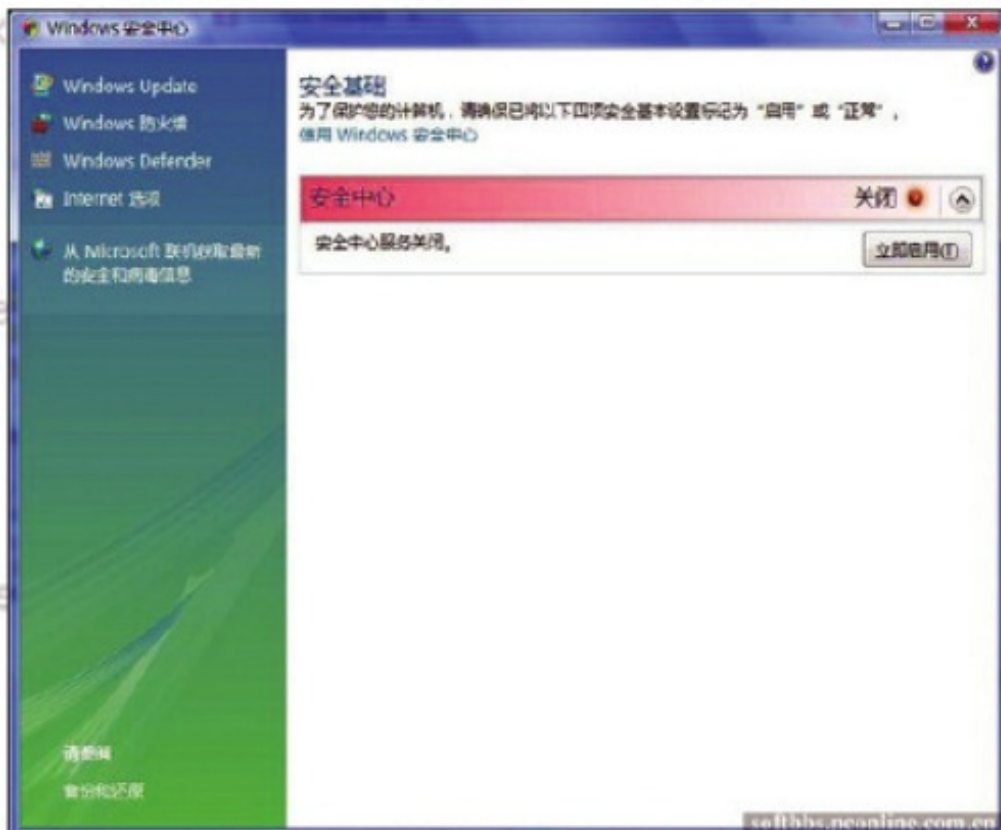 Windows 安全中心
Windows Update
Windows 防火墙
Windows Defender
Internet 选项
从 Microsoft 联机获取最新
的安全和病毒信息
请参阅
备份和还原
安全基础
为了保护您的计算机，请确保已将以下四项安全基本设置标记为“启用”或“正常”，
使用 Windows 安全中心
安全中心
关闭
安全中心服务关闭。
立即启用(T)
softbbs.pconline.com.cn